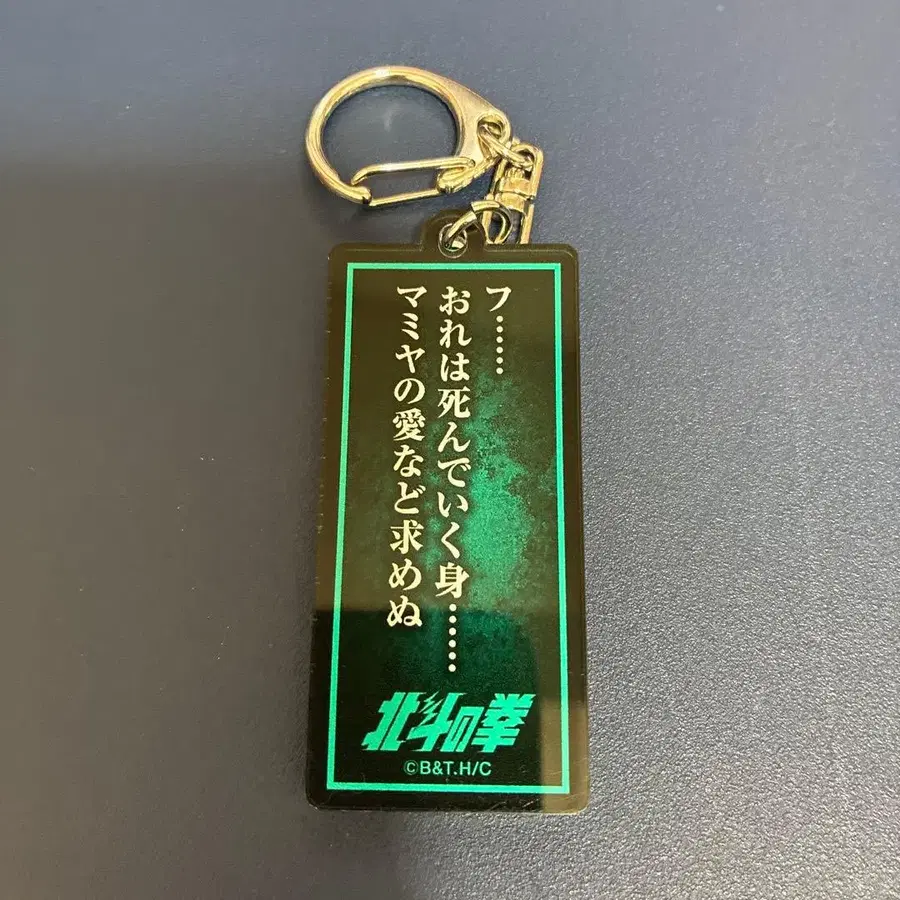 フ……
おれは死んでいく身……
マミヤの愛など求めぬ
北斗の拳
©B&T.H/C